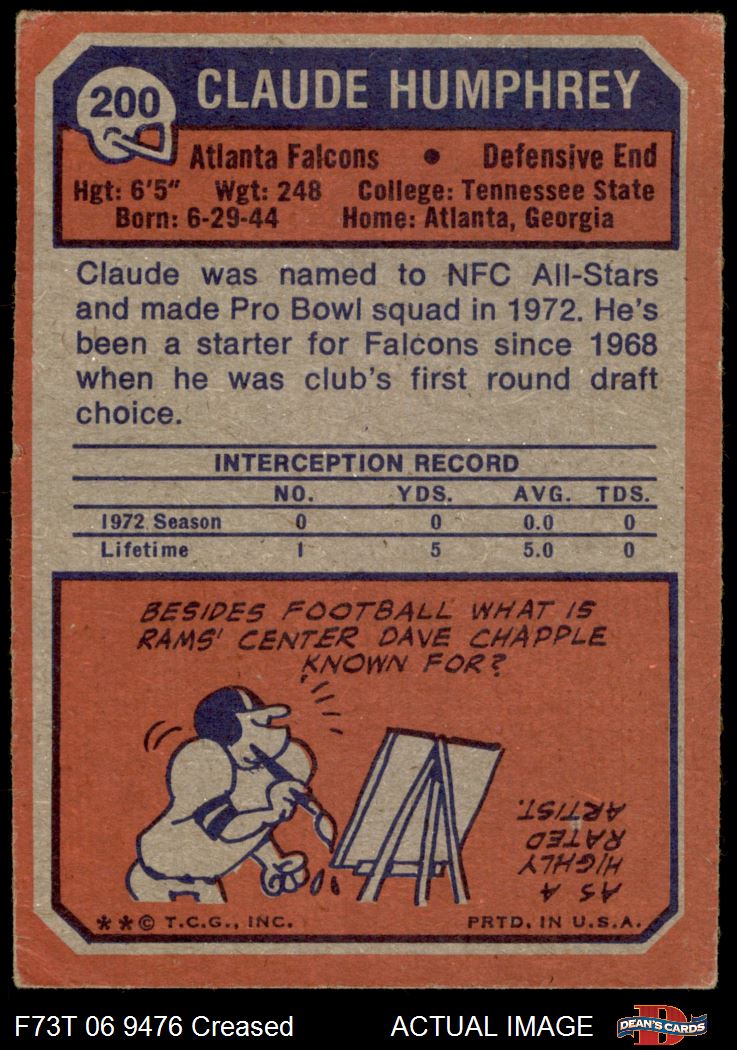 200
CLAUDE HUMPHREY
Atlanta Falcons • Defensive End
Hgt: 6'5" Wgt: 248 College: Tennessee State
Born: 6-29-44 Home: Atlanta, Georgia
Claude was named to NFC All-Stars
and made Pro Bowl squad in 1972. He's
been a starter for Falcons since 1968
when he was club's first round draft
choice.
INTERCEPTION RECORD
NO. YDS. AVG. TDS.
1972 Season 0 0 0.0 0
Lifetime 1 5 5.0 0
BESIDES FOOTBALL WHAT IS
RAMS' CENTER DAVE CHAPPLE
KNOWN FOR?
AS A
HIGHLY
RATED
ARTIST.
**© T.C.G., INC. PRTD. IN U.S.A.
F73T 06 9476 Creased ACTUAL IMAGE
D
DEAN'S CARDS